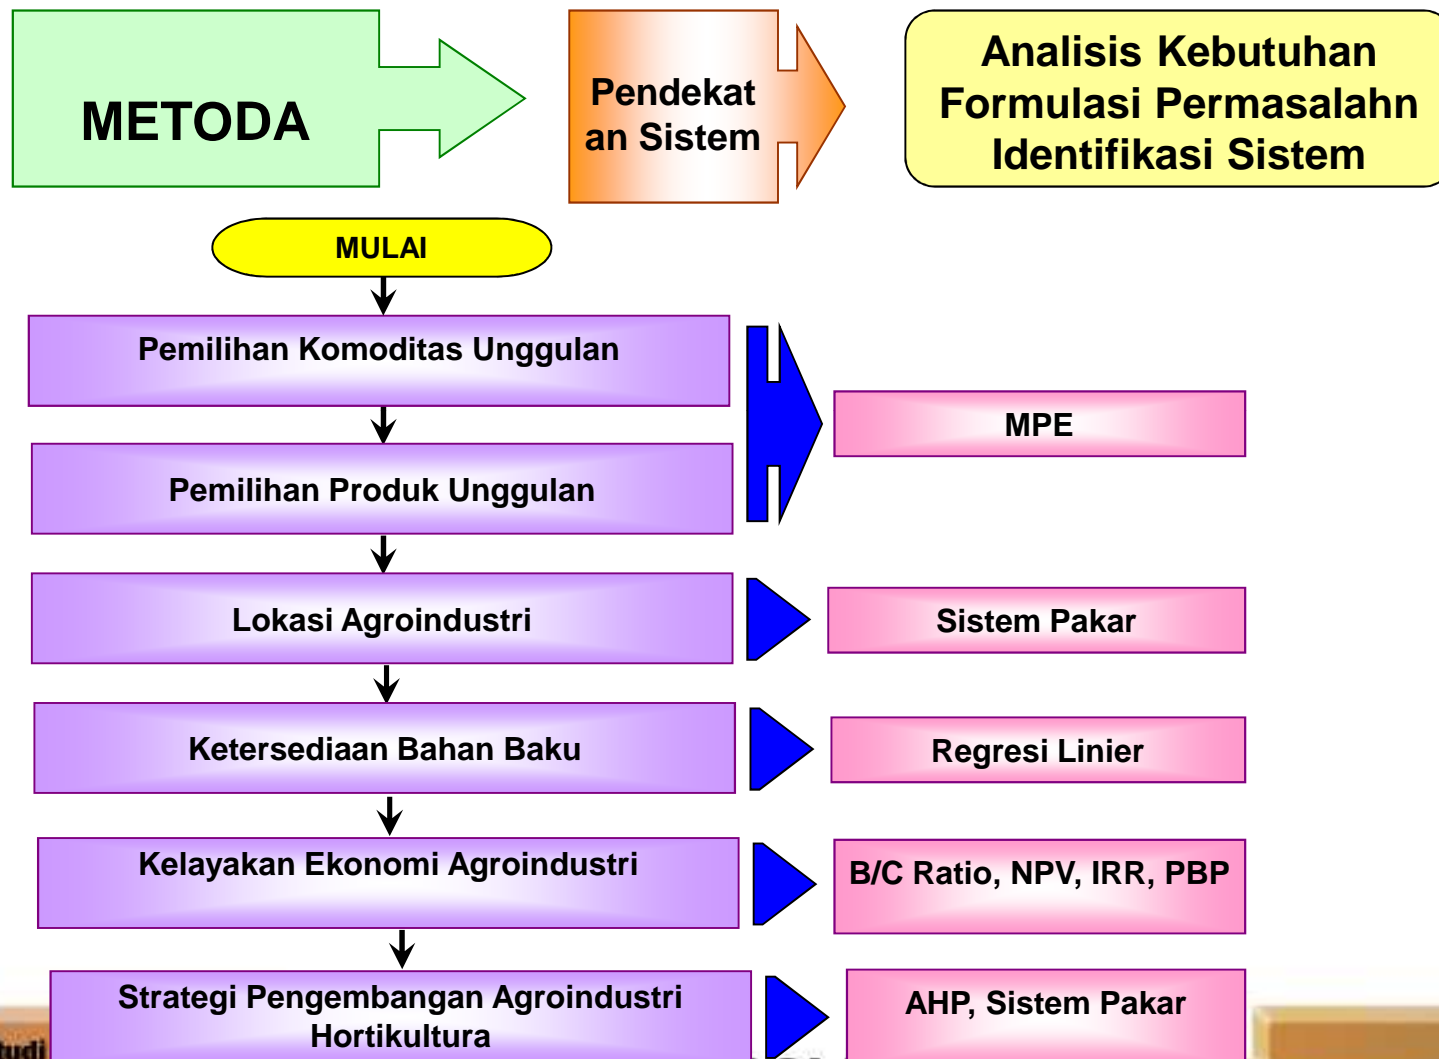 METODA
Pendekat
an Sistem
Analisis Kebutuhan
Formulasi Permasalahn
Identifikasi Sistem
MULAI
Pemilihan Komoditas Unggulan
MPE
Pemilihan Produk Unggulan
Lokasi Agroindustri
Sistem Pakar
Ketersediaan Bahan Baku
Regresi Linier
Kelayakan Ekonomi Agroindustri
B/C Ratio, NPV, IRR, PBP
Strategi Pengembangan Agroindustri
Hortikultura
AHP, Sistem Pakar